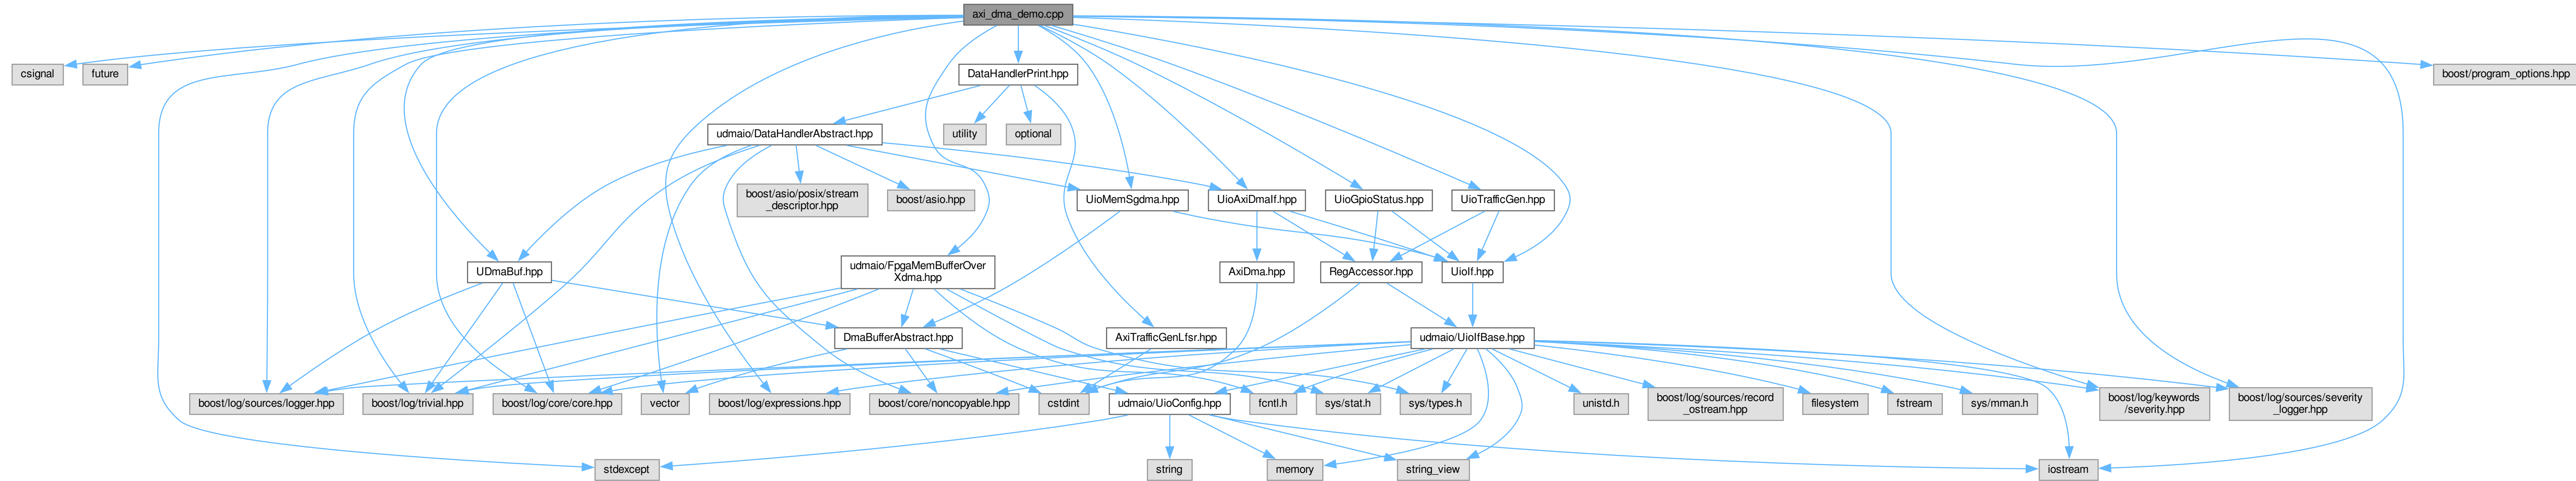 axi_dma_demo.cpp
csignal
future
DataHandlerPrint.hpp
boost/program_options.hpp
udmaio/DataHandlerAbstract.hpp
utility
optional
boost/asio/posix/stream
_descriptor.hpp
boost/asio.hpp
UioMemSgdma.hpp
UioAxiDmaIf.hpp
UioGpioStatus.hpp
UioTrafficGen.hpp
UDmaBuf.hpp
udmaio/FpgaMemBufferOver
Xdma.hpp
AxiDma.hpp
RegAccessor.hpp
UioIf.hpp
DmaBufferAbstract.hpp
AxiTrafficGenLfsr.hpp
udmaio/UioIfBase.hpp
boost/log/sources/logger.hpp
boost/log/trivial.hpp
boost/log/core/core.hpp
vector
boost/log/expressions.hpp
boost/core/noncopyable.hpp
cstdint
udmaio/UioConfig.hpp
fcntl.h
sys/stat.h
sys/types.h
unistd.h
boost/log/sources/record
_ostream.hpp
filesystem
fstream
sys/mman.h
boost/log/keywords
/severity.hpp
boost/log/sources/severity
_logger.hpp
stdexcept
string
memory
string_view
iostream